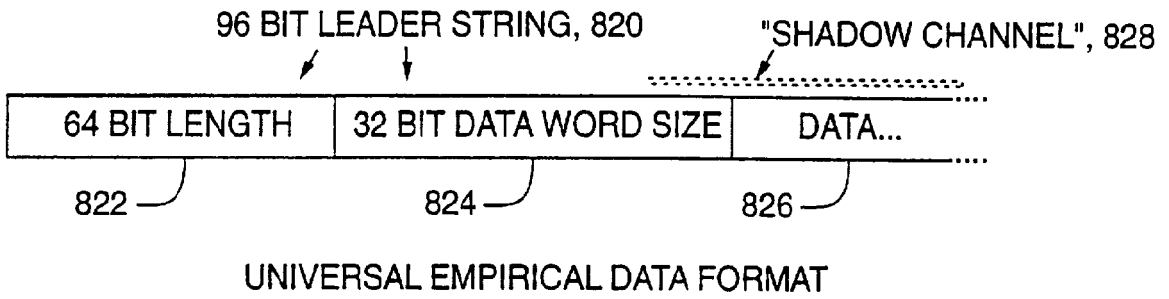 96 BIT LEADER STRING, 820
"SHADOW CHANNEL", 828
64 BIT LENGTH
32 BIT DATA WORD SIZE
DATA...
822
824
826
UNIVERSAL EMPIRICAL DATA FORMAT